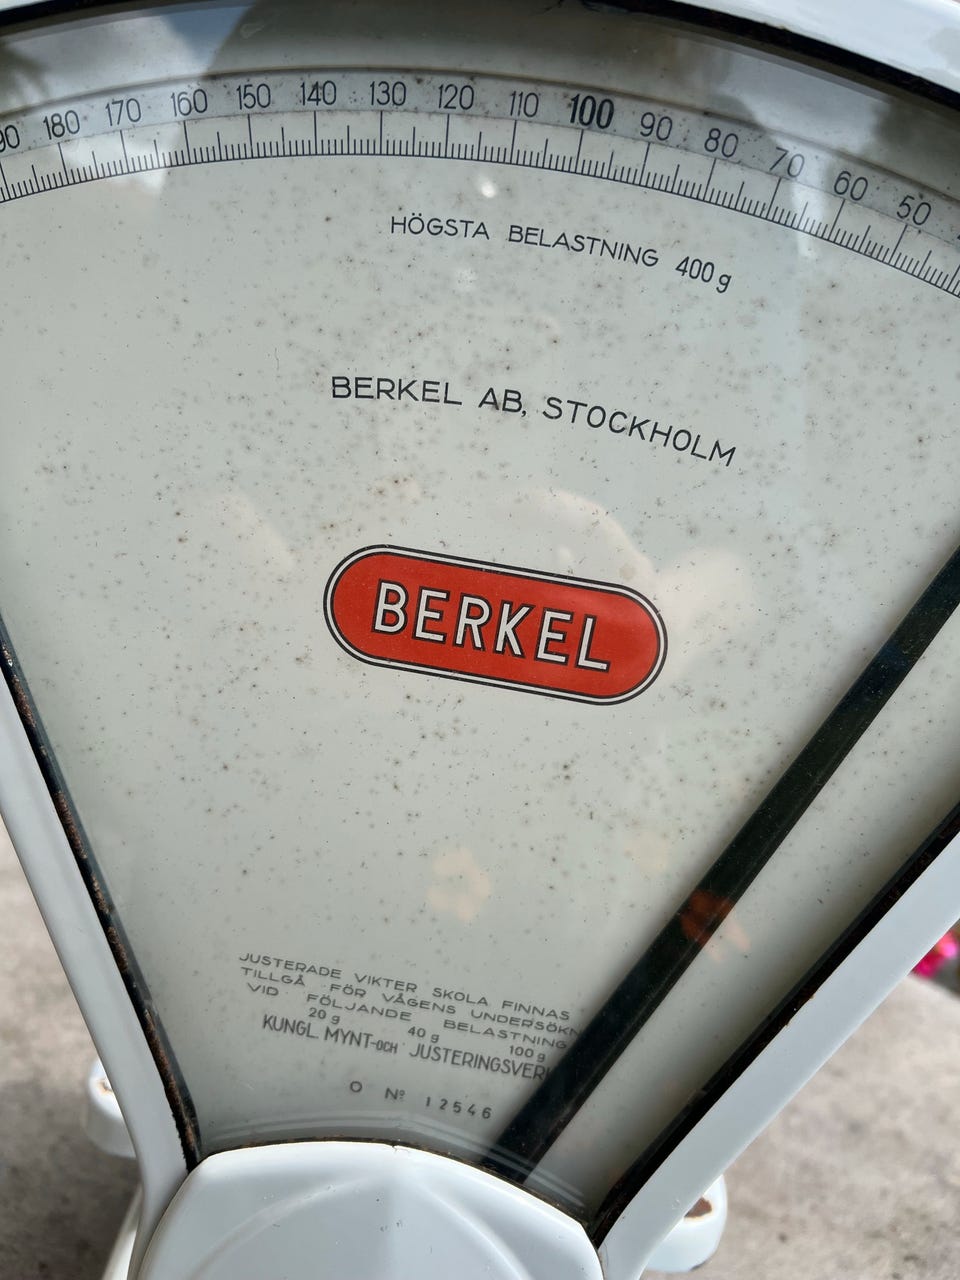 180 170 160 150 140 130 120 110 100 90 80 70 60 50
HÖGSTA BELASTNING 400 g
BERKEL AB, STOCKHOLM
BERKEL
JUSTERADE VIKTER SKOLA FINNAS
TILLGÅ FÖR VÅGENS
VID FÖLJANDE BELASTNING
20 g 40 g 100 g
KUNGL. MYNT- OCH
O Nº 12546